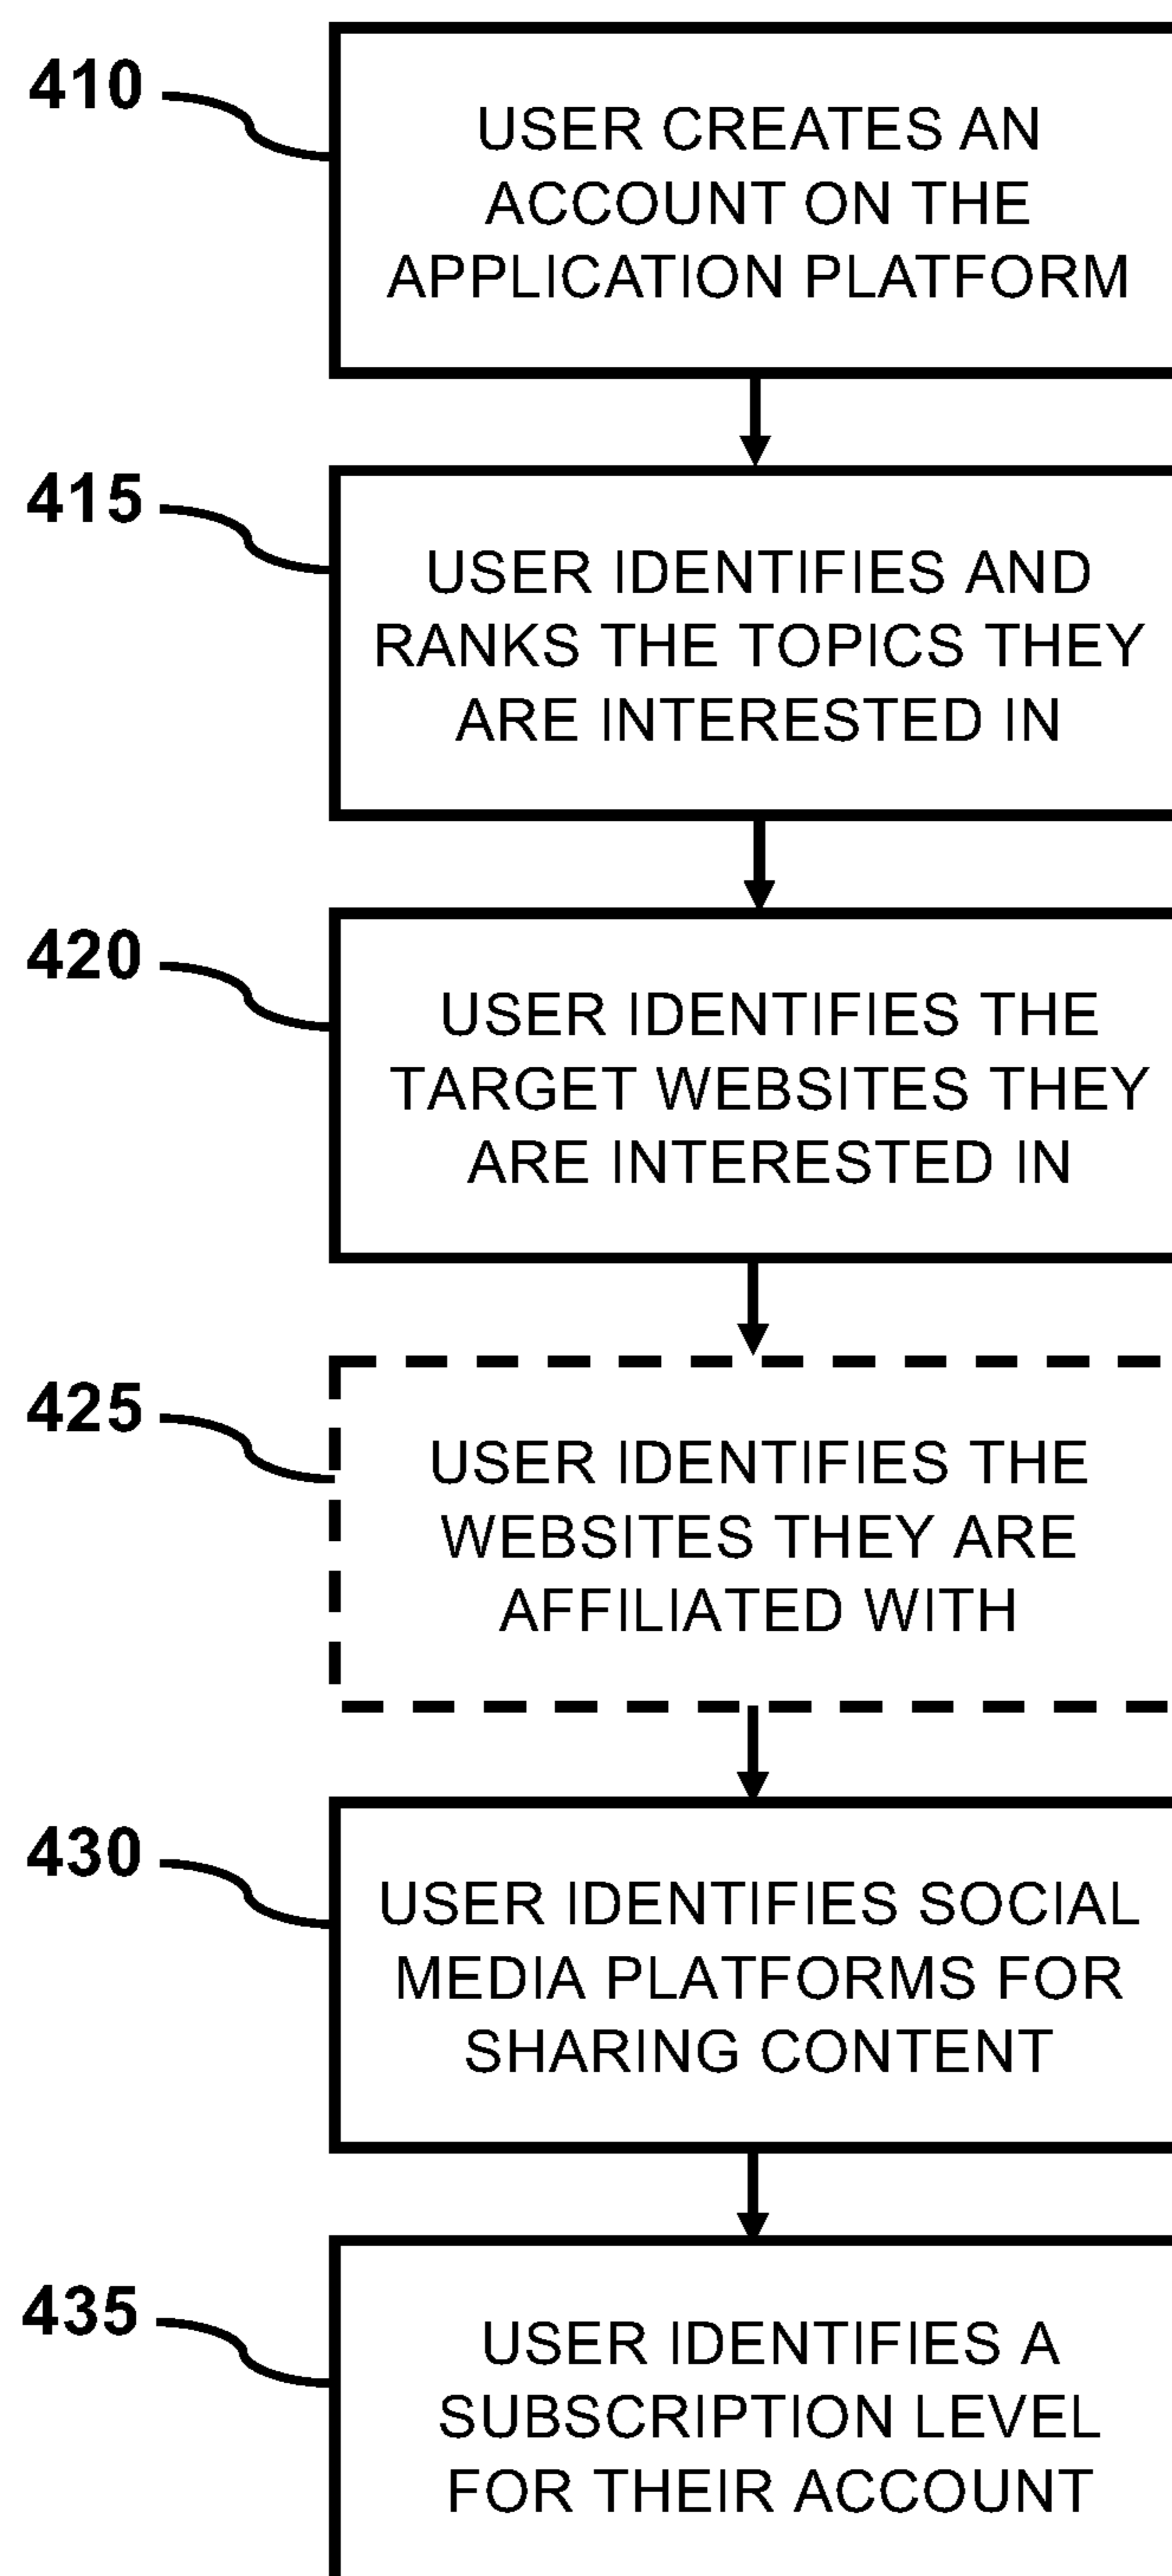 410
USER CREATES AN
ACCOUNT ON THE
APPLICATION PLATFORM
415
USER IDENTIFIES AND
RANKS THE TOPICS THEY
ARE INTERESTED IN
420
USER IDENTIFIES THE
TARGET WEBSITES THEY
ARE INTERESTED IN
425
USER IDENTIFIES THE
WEBSITES THEY ARE
AFFILIATED WITH
430
USER IDENTIFIES SOCIAL
MEDIA PLATFORMS FOR
SHARING CONTENT
435
USER IDENTIFIES A
SUBSCRIPTION LEVEL
FOR THEIR ACCOUNT